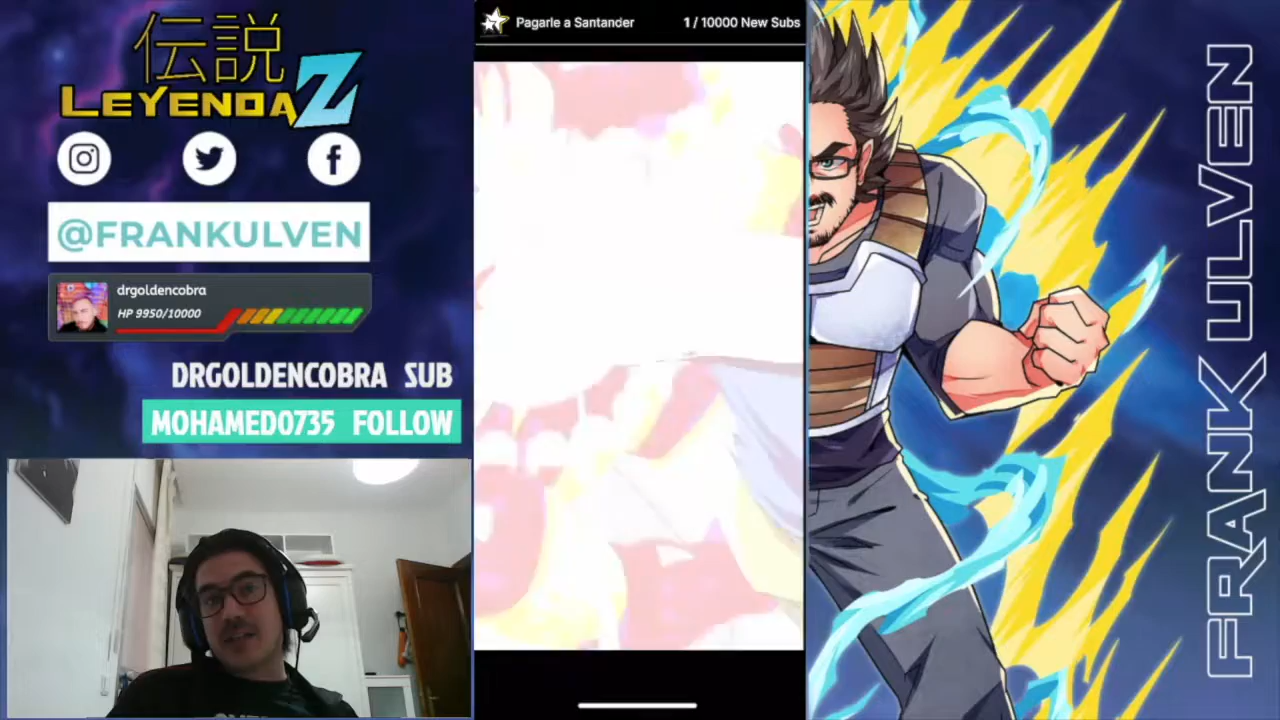 伝説
LEYENDA Z
@FRANKULVEN
drgoldencobra
HP 9950/10000
DRGOLDENCOBRA SUB
MOHAMED0735 FOLLOW
Pagarle a Santander 1 / 10000 New Subs
FRANK ULVEN